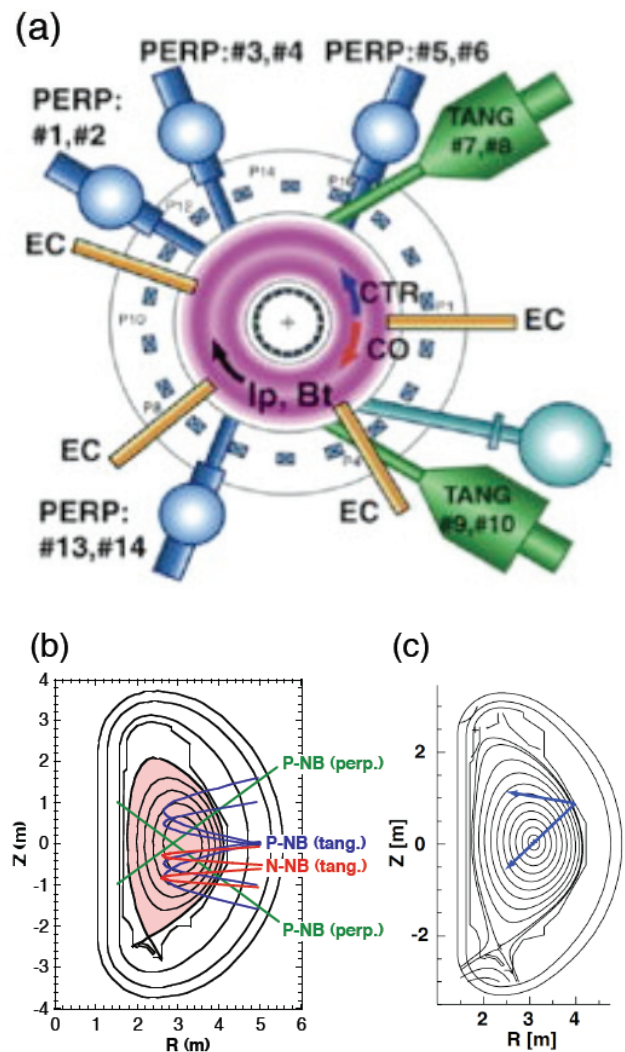 (a)
PERP:#3,#4
PERP:#5,#6
PERP:
#1,#2
TANG
#7,#8
P14
P16
P12
EC
CTR
P1
EC
P10
CO
Ip, Bt
P8
EC
P4
PERP:
#13,#14
EC
TANG
#9,#10
(b)
(c)
4
3
2
1
0
-1
-2
-3
-4
Z (m)
P-NB (perp.)
P-NB (tang.)
N-NB (tang.)
P-NB (perp.)
0
1
2
3
4
5
6
R (m)
2
0
-2
Z [m]
2
3
4
R [m]